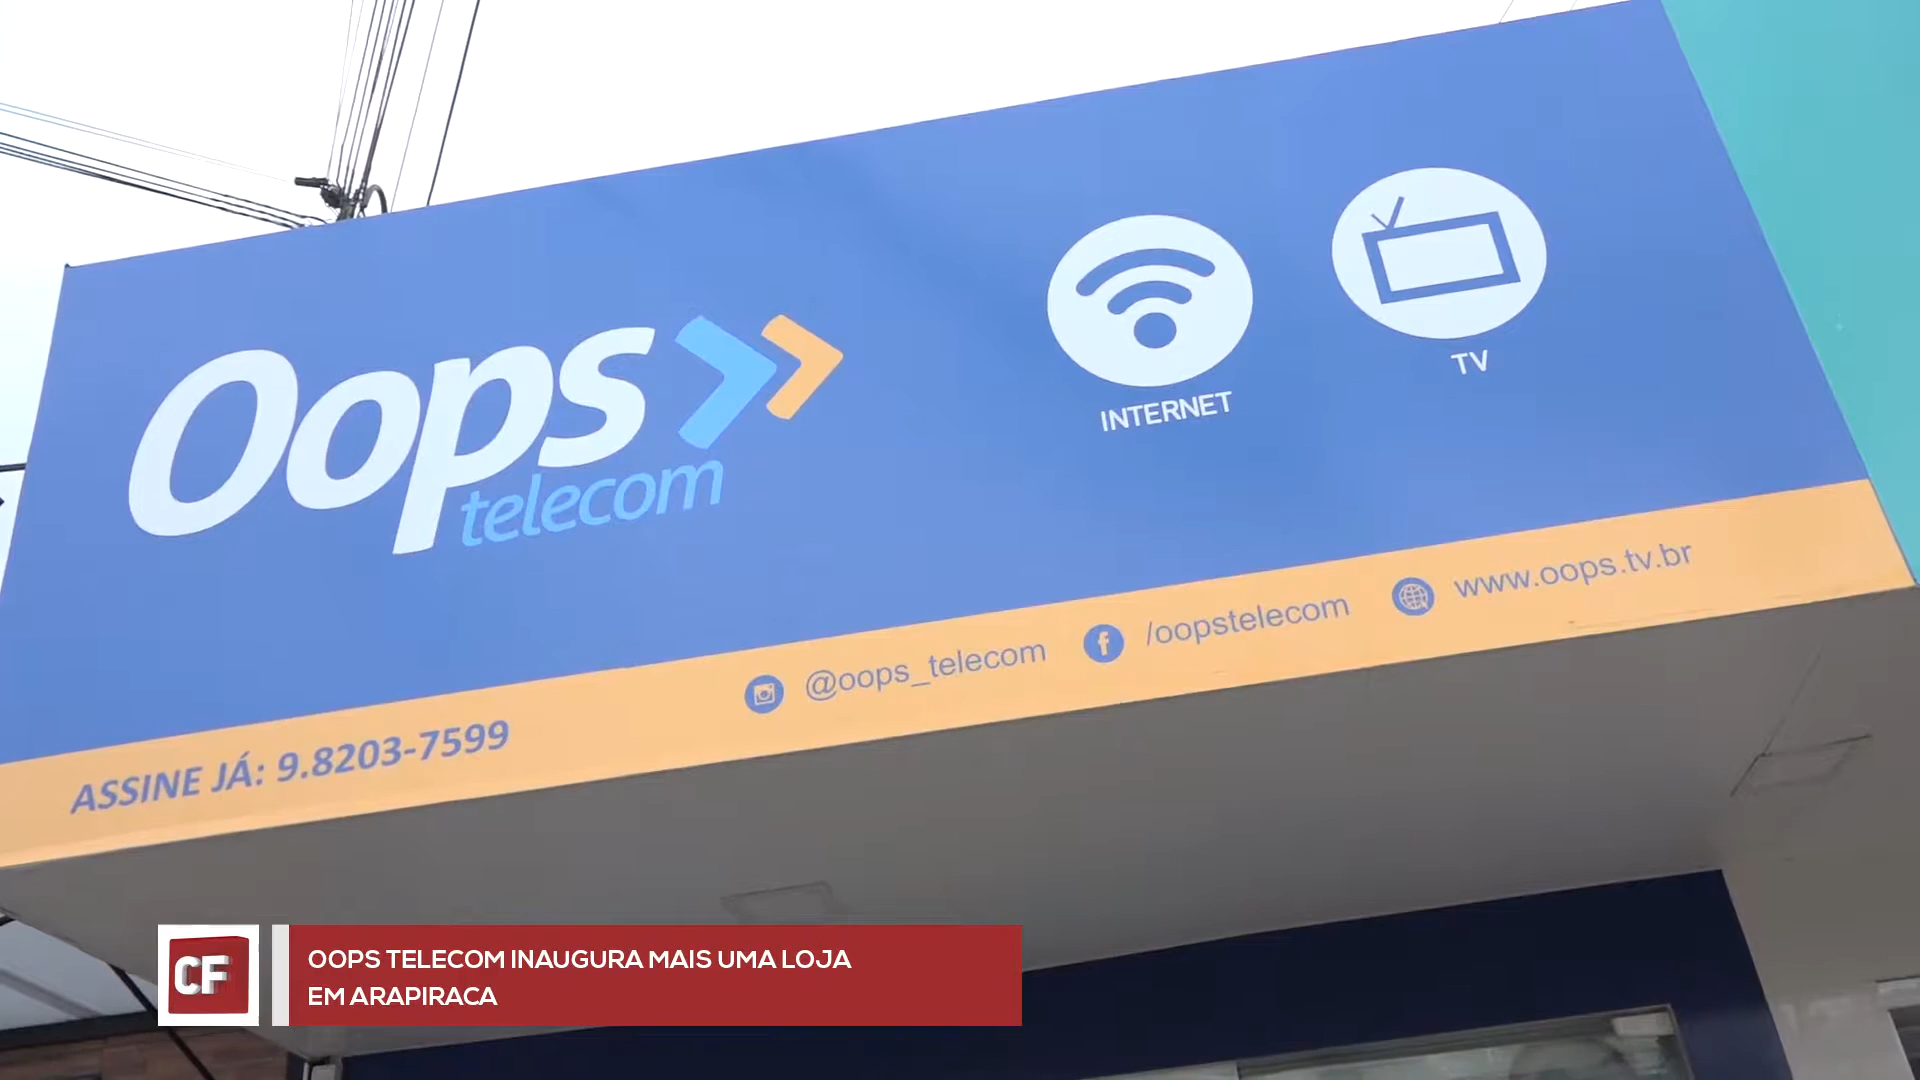 Oops
telecom
INTERNET
TV
ASSINE JÁ: 9.8203-7599
@oops_telecom
/oopstelecom
www.oops.tv.br
CF
OOPS TELECOM INAUGURA MAIS UMA LOJA
EM ARAPIRACA